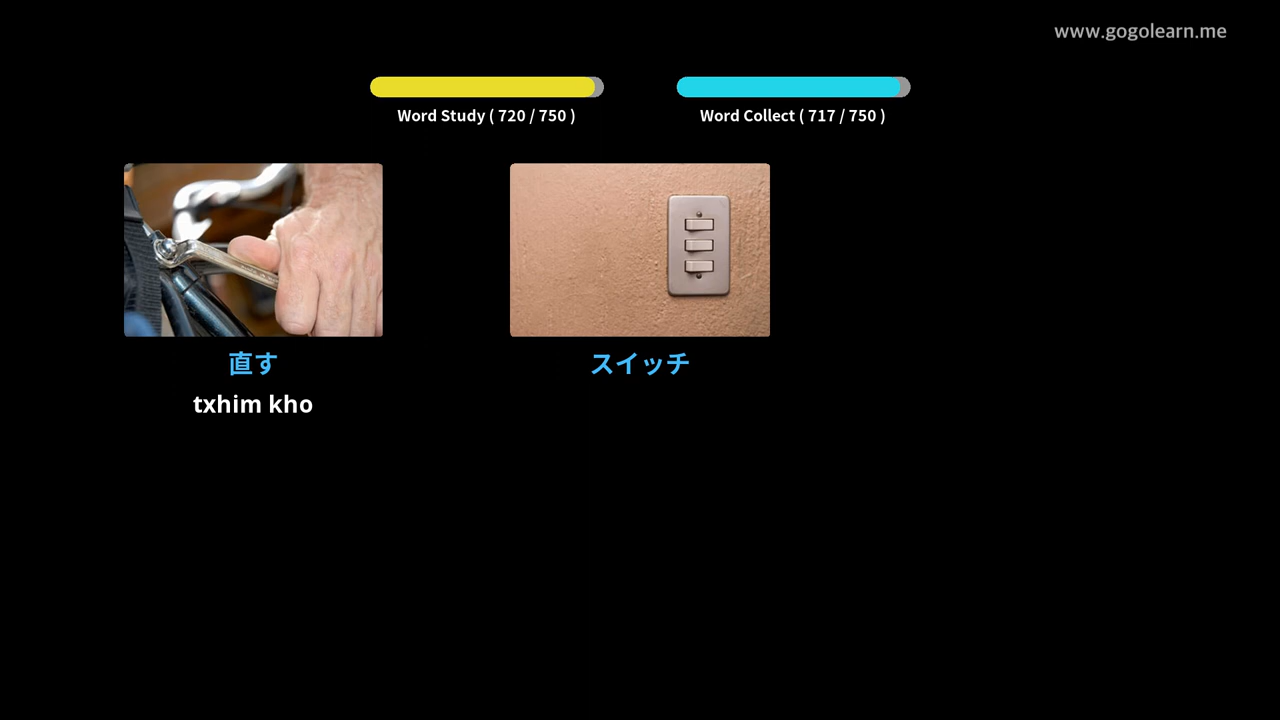 www.gogolearn.me
Word Study ( 720 / 750 )
Word Collect ( 717 / 750 )
直す
スイッチ
txhim kho